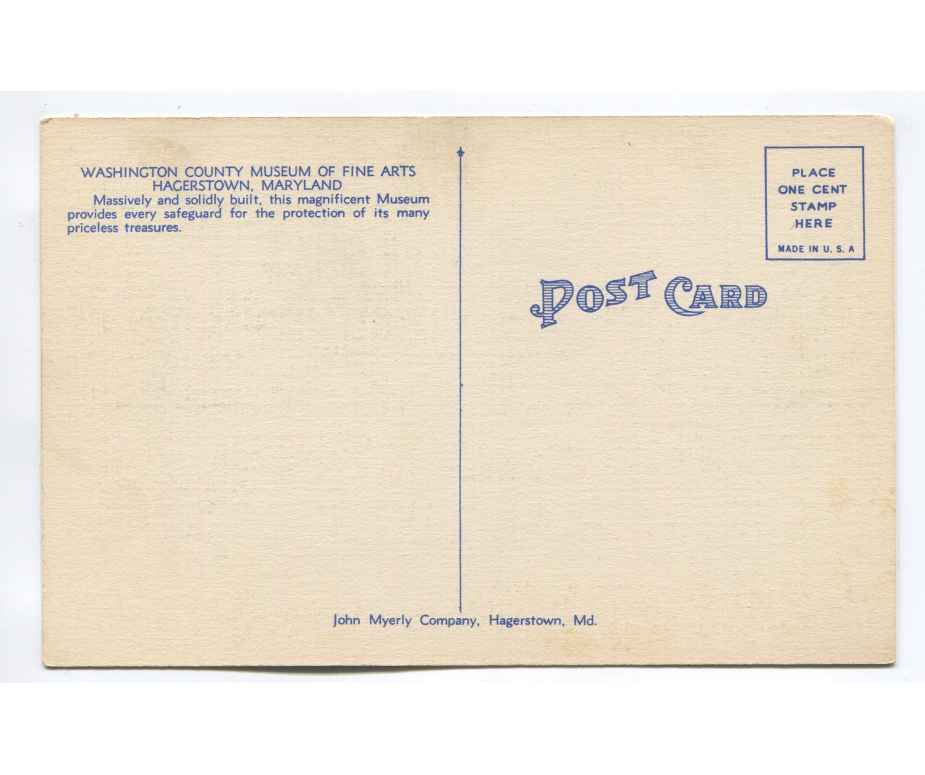 WASHINGTON COUNTY MUSEUM OF FINE ARTS
HAGERSTOWN, MARYLAND
Massively and solidly built, this magnificent Museum
provides every safeguard for the protection of its many
priceless treasures.
PLACE
ONE CENT
STAMP
HERE
MADE IN U. S. A
POST CARD
John Myerly Company, Hagerstown, Md.